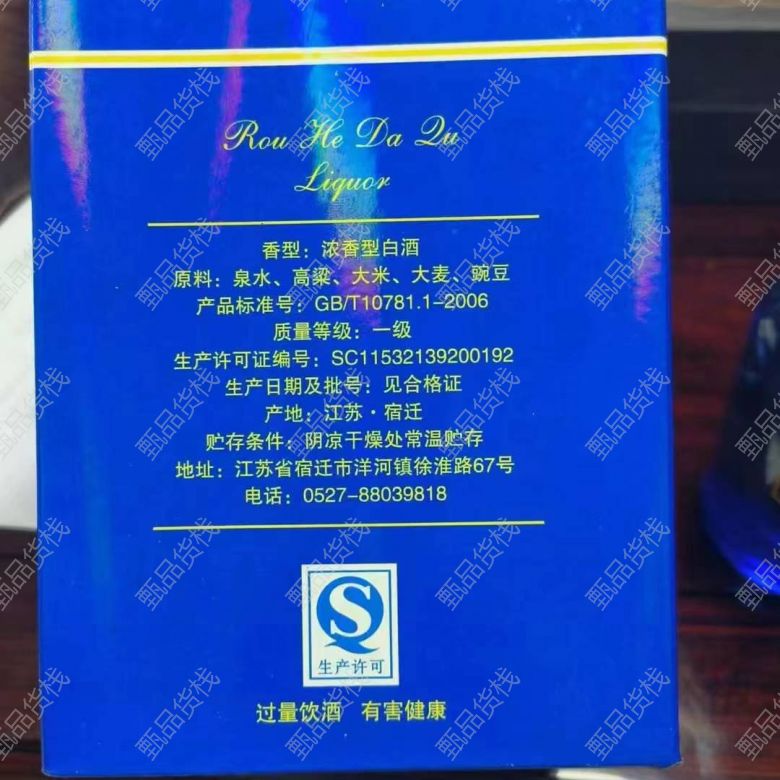 Rou He Da Qu
Liquor
香型：浓香型白酒
原料：泉水、高粱、大米、大麦、豌豆
产品标准号：GB/T10781.1-2006
质量等级：一级
生产许可证编号：SC11532139200192
生产日期及批号：见合格证
产地：江苏·宿迁
贮存条件：阴凉干燥处常温贮存
地址：江苏省宿迁市洋河镇徐淮路67号
电话：0527-88039818
生产许可
过量饮酒 有害健康
甄品货栈